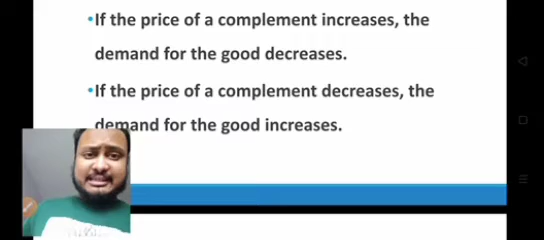 •If the price of a complement increases, the
demand for the good decreases.
•If the price of a complement decreases, the
demand for the good increases.